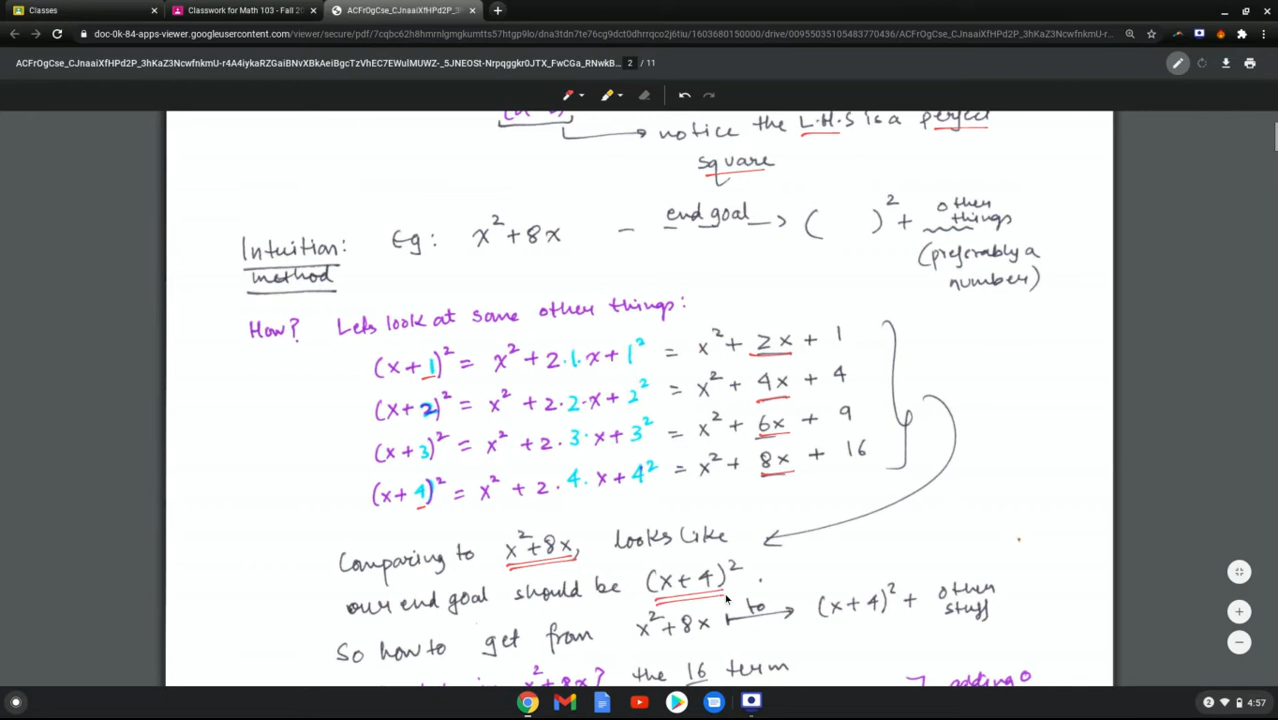 Classes
Classwork for Math 103 - Fall 20
ACFrOgCse_CJnaaiXfHPd2P_3
doc-0k-84-apps-viewer.googleusercontent.com/viewer/secure/pdf/
ACFrOgCse_CJnaaiXfHPd2P_3hKaZ3NcwfnkmU-r4A4iykaRZGaiBNvXBkAeiBgcTzVhEC7EWulMUWZ-_5JNEOSt-Nrpqggkr0JTX_FwCGa_RNwkB...
2 / 11
notice the L.H.S is a perfect
square
Intuition: Eg: x²+8x – end goal → ( )² + other things
method
(preferably a number)
How? Lets look at some other things:
(x+1)² = x² + 2·1·x + 1² = x² + 2x + 1
(x+2)² = x² + 2·2·x + 2² = x² + 4x + 4
(x+3)² = x² + 2·3·x + 3² = x² + 6x + 9
(x+4)² = x² + 2·4·x + 4² = x² + 8x + 16
Comparing to x²+8x, looks like
our end goal should be (x+4)².
So how to get from x²+8x to (x+4)² + other stuff
x²+8x? the 16 term
adding 0
2
4:57